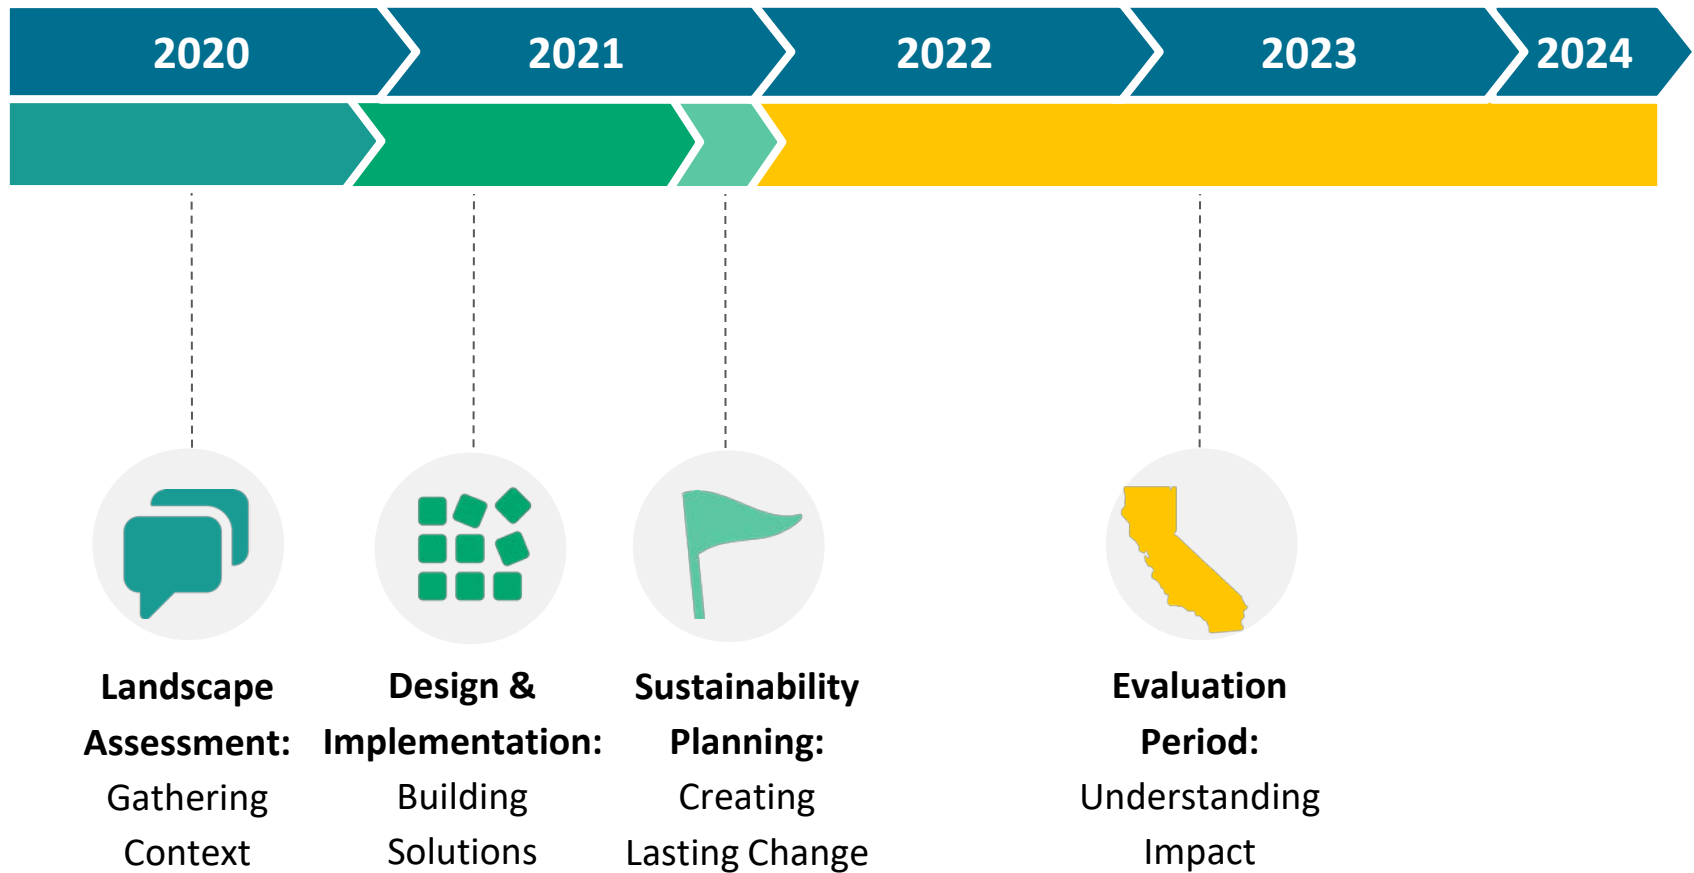 2020
2021
2022
2023
2024
Landscape
Assessment:
Gathering
Context
Design &
Implementation:
Building
Solutions
Sustainability
Planning:
Creating
Lasting Change
Evaluation
Period:
Understanding
Impact